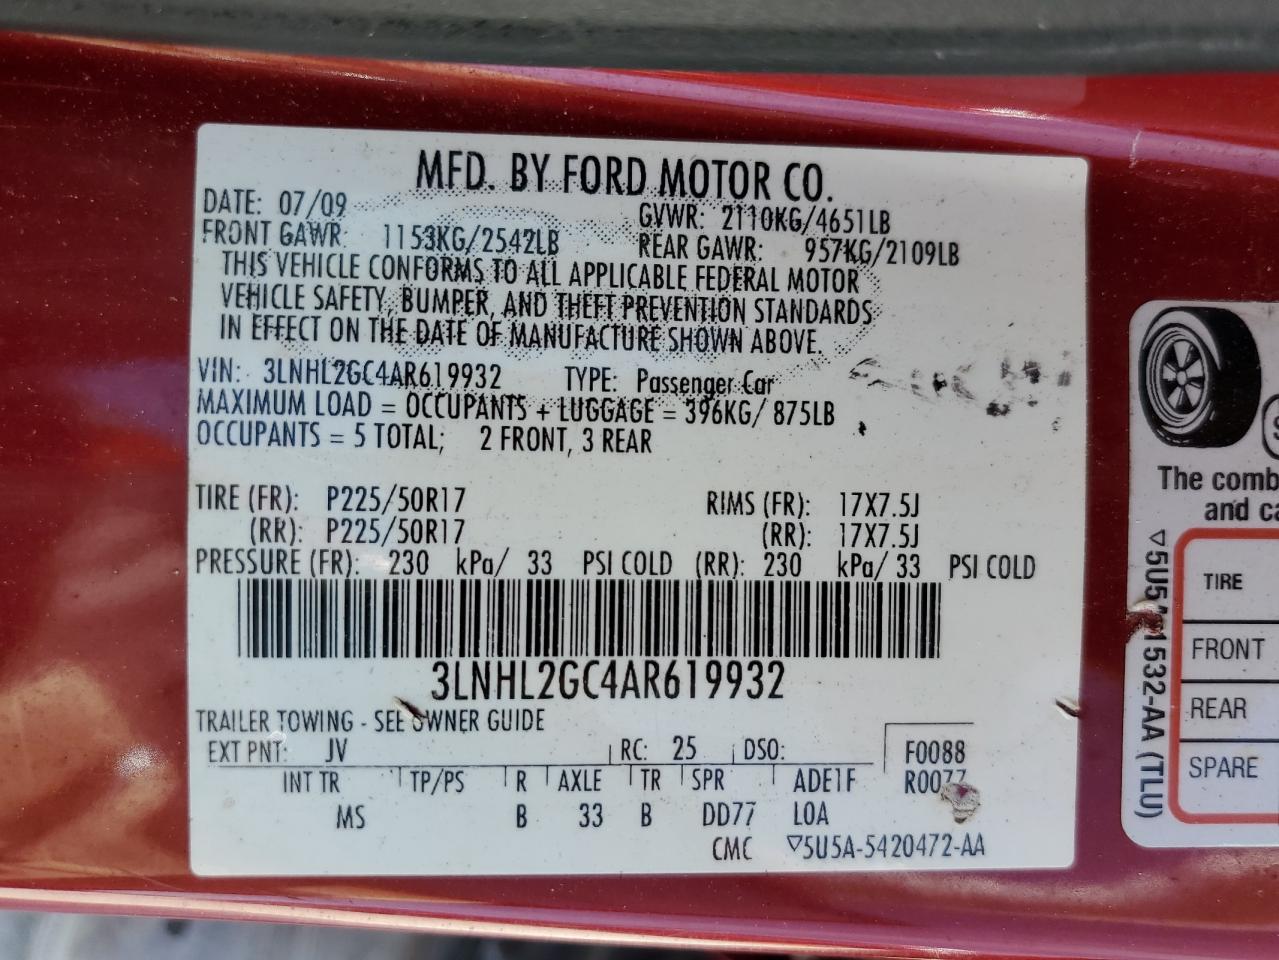 MFD. BY FORD MOTOR CO.
DATE: 07/09 GVWR: 2110KG/4651LB
FRONT GAWR: 1153KG/2542LB REAR GAWR: 957KG/2109LB
THIS VEHICLE CONFORMS TO ALL APPLICABLE FEDERAL MOTOR
VEHICLE SAFETY, BUMPER, AND THEFT PREVENTION STANDARDS
IN EFFECT ON THE DATE OF MANUFACTURE SHOWN ABOVE.
VIN: 3LNHL2GC4AR619932 TYPE: Passenger Car
MAXIMUM LOAD = OCCUPANTS + LUGGAGE = 396KG/ 875LB
OCCUPANTS = 5 TOTAL; 2 FRONT, 3 REAR
TIRE (FR): P225/50R17 RIMS (FR): 17X7.5J
(RR): P225/50R17 (RR): 17X7.5J
PRESSURE (FR): 230 kPa/ 33 PSI COLD (RR): 230 kPa/ 33 PSI COLD
3LNHL2GC4AR619932
TRAILER TOWING - SEE OWNER GUIDE
EXT PNT: JV RC: 25 DSO: F0088
INT TR TP/PS R AXLE TR SPR ADE1F R0077
MS B 33 B DD77 LOA
CMC ▽5U5A-5420472-AA
The comb
and ca
TIRE
FRONT
REAR
SPARE
1532-AA (TLU)